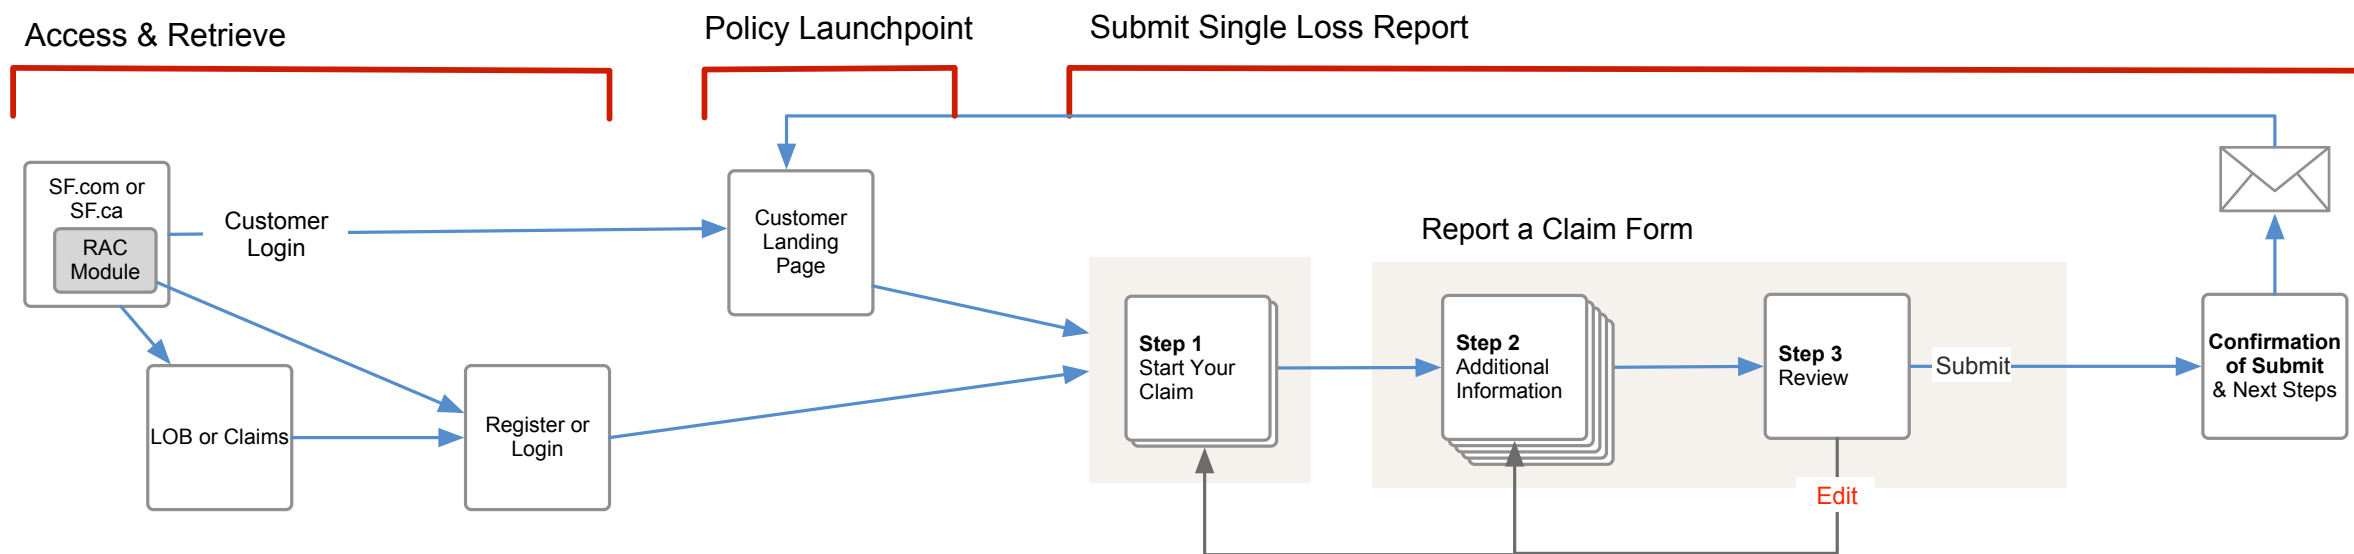 Access & Retrieve
Policy Launchpoint
Submit Single Loss Report
SF.com or
SF.ca
RAC
Module
Customer
Login
Customer
Landing
Page
Report a Claim Form
LOB or Claims
Register or
Login
Step 1
Start Your
Claim
Step 2
Additional
Information
Step 3
Review
Submit
Edit
Confirmation
of Submit
& Next Steps